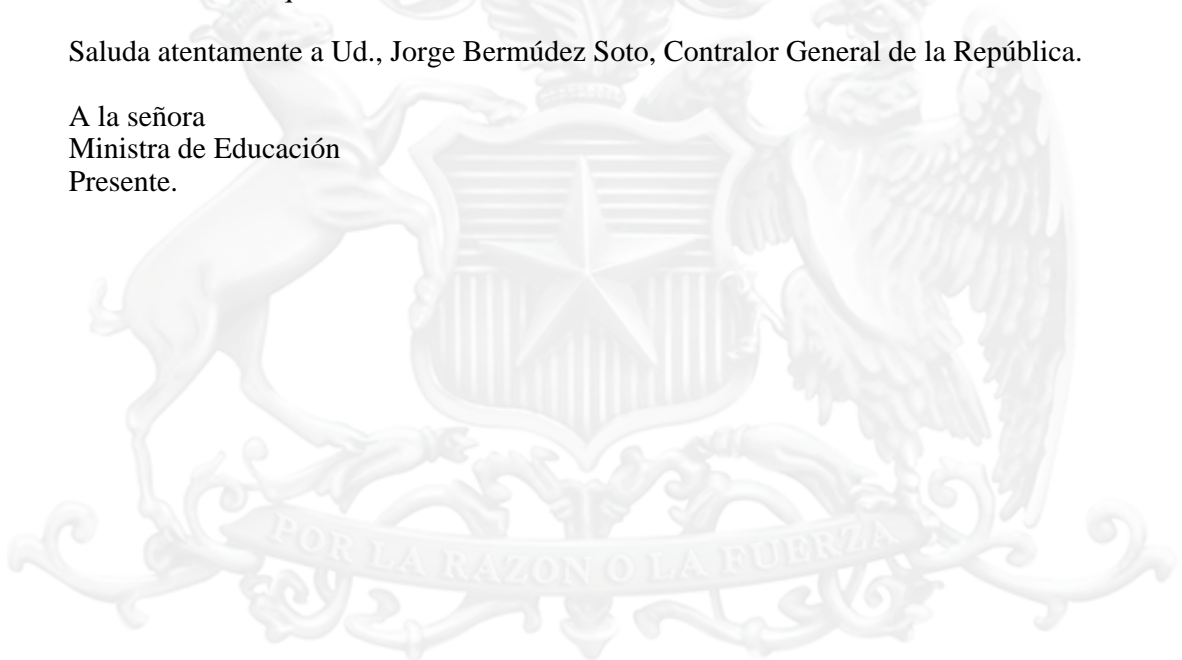 Saluda atentamente a Ud., Jorge Bermúdez Soto, Contralor General de la República.
A la señora
Ministra de Educación
Presente.
POR LA RAZON O LA FUERZA